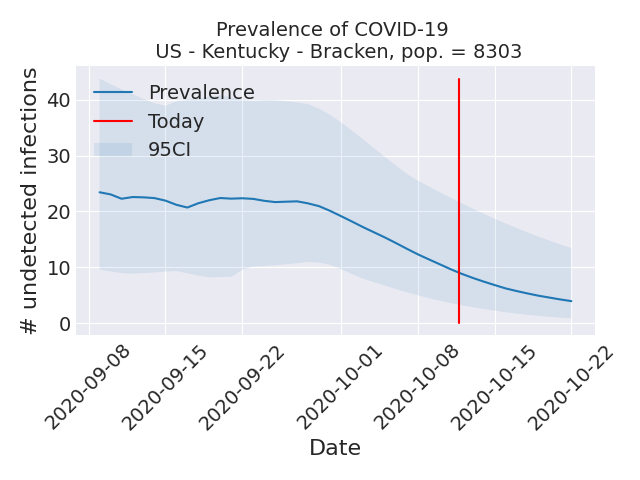 Prevalence of COVID-19
US - Kentucky - Bracken, pop. = 8303
# undetected infections
40
30
20
10
0
Prevalence
Today
95CI
2020-09-08
2020-09-15
2020-09-22
2020-10-01
2020-10-08
2020-10-15
2020-10-22
Date